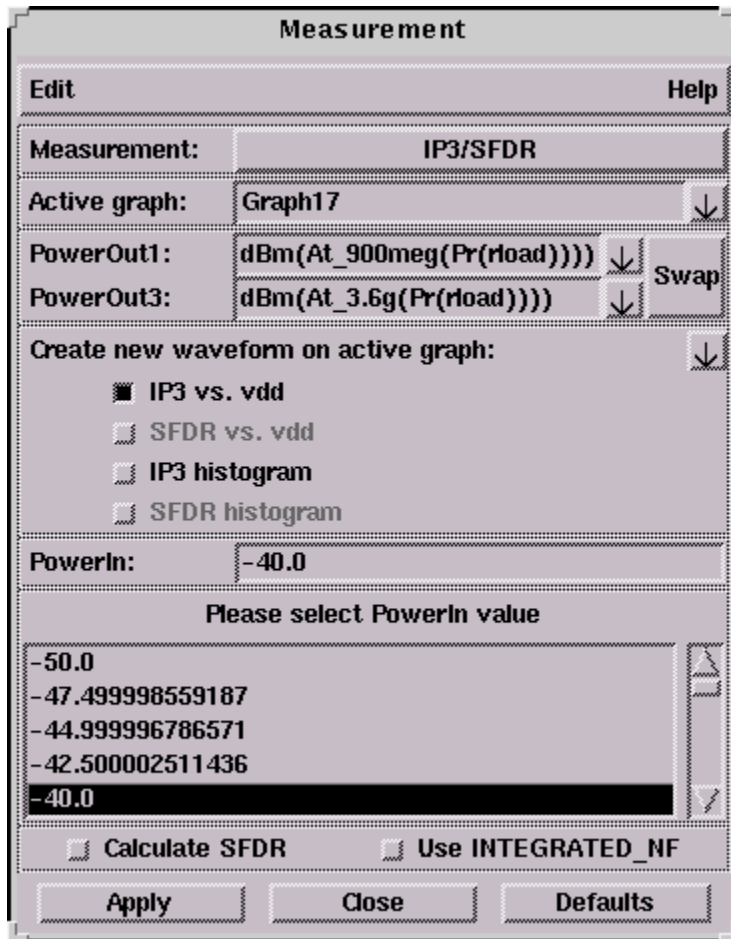 Measurement
Edit Help
Measurement: IP3/SFDR
Active graph: Graph17
PowerOut1: dBm(At_900meg(Pr(rload))))
Swap
PowerOut3: dBm(At_3.6g(Pr(rload))))
Create new waveform on active graph:
IP3 vs. vdd
SFDR vs. vdd
IP3 histogram
SFDR histogram
PowerIn: -40.0
Please select PowerIn value
-50.0
-47.499998559187
-44.999996786571
-42.500002511436
-40.0
Calculate SFDR Use INTEGRATED_NF
Apply Close Defaults